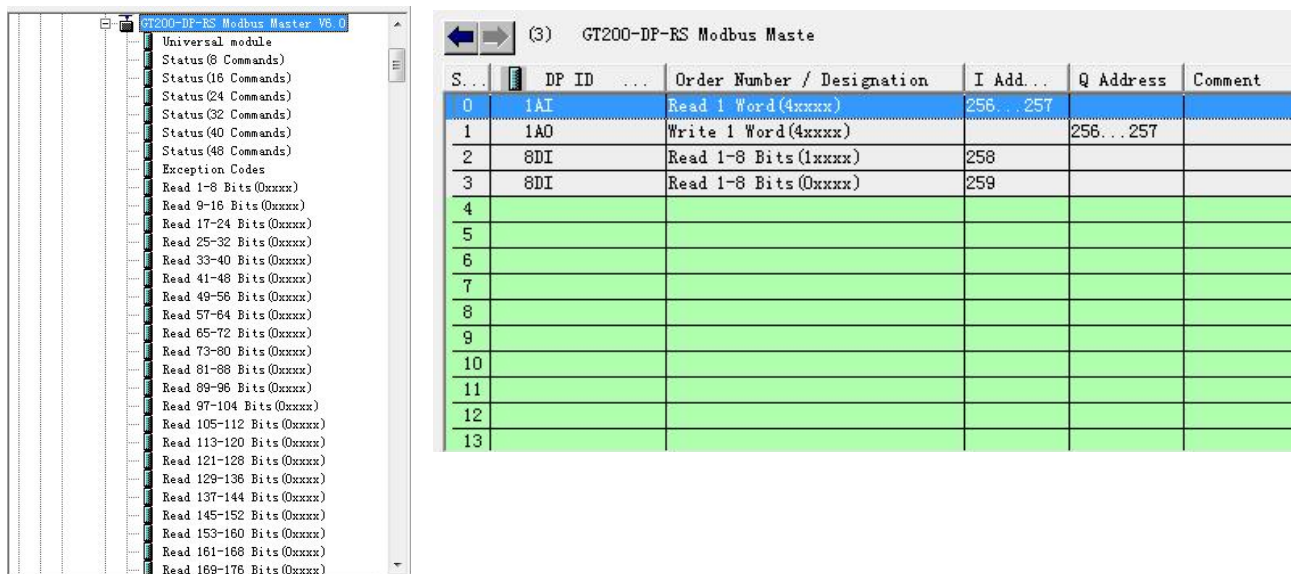 GT200-DP-RS Modbus Master V6.0
Universal module
Status(8 Commands)
Status(16 Commands)
Status(24 Commands)
Status(32 Commands)
Status(40 Commands)
Status(48 Commands)
Exception Codes
Read 1-8 Bits(0xxxx)
Read 9-16 Bits(0xxxx)
Read 17-24 Bits(0xxxx)
Read 25-32 Bits(0xxxx)
Read 33-40 Bits(0xxxx)
Read 41-48 Bits(0xxxx)
Read 49-56 Bits(0xxxx)
Read 57-64 Bits(0xxxx)
Read 65-72 Bits(0xxxx)
Read 73-80 Bits(0xxxx)
Read 81-88 Bits(0xxxx)
Read 89-96 Bits(0xxxx)
Read 97-104 Bits(0xxxx)
Read 105-112 Bits(0xxxx)
Read 113-120 Bits(0xxxx)
Read 121-128 Bits(0xxxx)
Read 129-136 Bits(0xxxx)
Read 137-144 Bits(0xxxx)
Read 145-152 Bits(0xxxx)
Read 153-160 Bits(0xxxx)
Read 161-168 Bits(0xxxx)
Read 169-176 Bits(0xxxx)
(3) GT200-DP-RS Modbus Maste
S... DP ID ... Order Number / Designation I Add... Q Address Comment
0 1AI Read 1 Word(4xxxx) 256...257
1 1AO Write 1 Word(4xxxx) 256...257
2 8DI Read 1-8 Bits(1xxxx) 258
3 8DI Read 1-8 Bits(0xxxx) 259
4
5
6
7
8
9
10
11
12
13